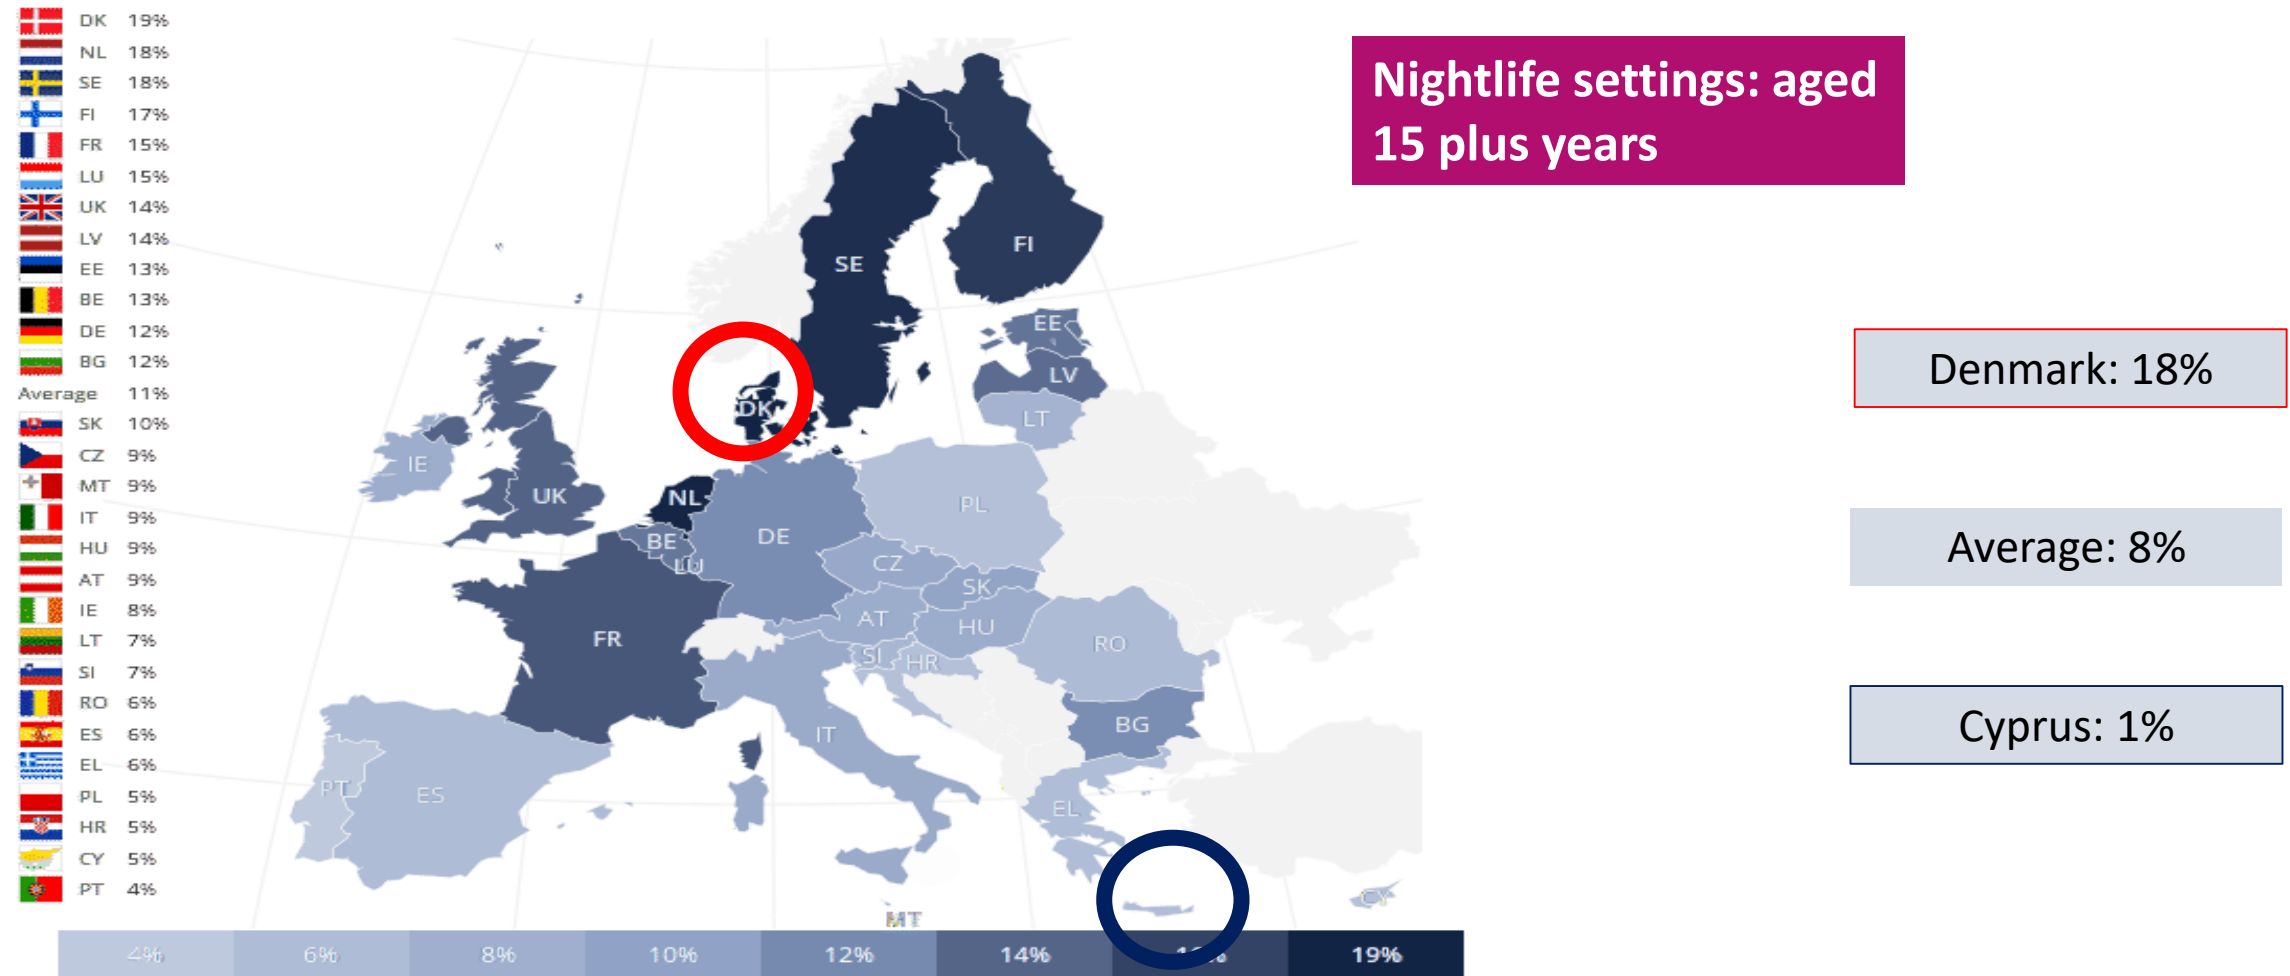 DK 19%
NL 18%
SE 18%
FI 17%
FR 15%
LU 15%
UK 14%
LV 14%
EE 13%
BE 13%
DE 12%
BG 12%
Average 11%
SK 10%
CZ 9%
MT 9%
IT 9%
HU 9%
AT 9%
IE 8%
LT 7%
SI 7%
RO 6%
ES 6%
EL 6%
PL 5%
HR 5%
CY 5%
PT 4%
Nightlife settings: aged
15 plus years
FI
SE
EE
LV
LT
DK
IE
UK
NL
PL
BE
DE
LU
CZ
SK
AT
HU
FR
SI
HR
RO
IT
BG
PT
ES
EL
CY
MT
4% 6% 8% 10% 12% 14% 19%
Denmark: 18%
Average: 8%
Cyprus: 1%